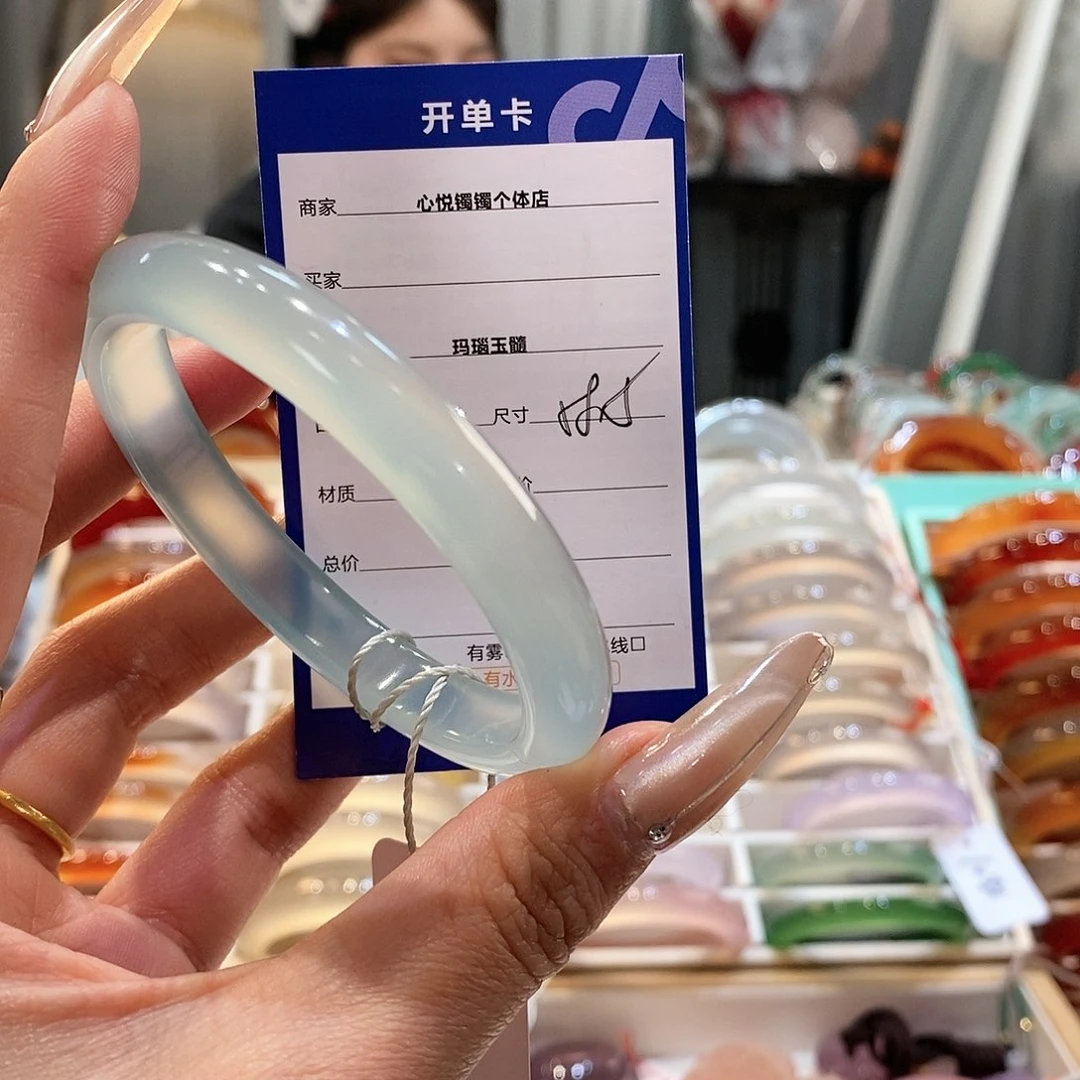 开单卡
商家 心悦镯镯个体店
买家
玛瑙玉髓
尺寸
材质 价
总价
有雾 线口
有水